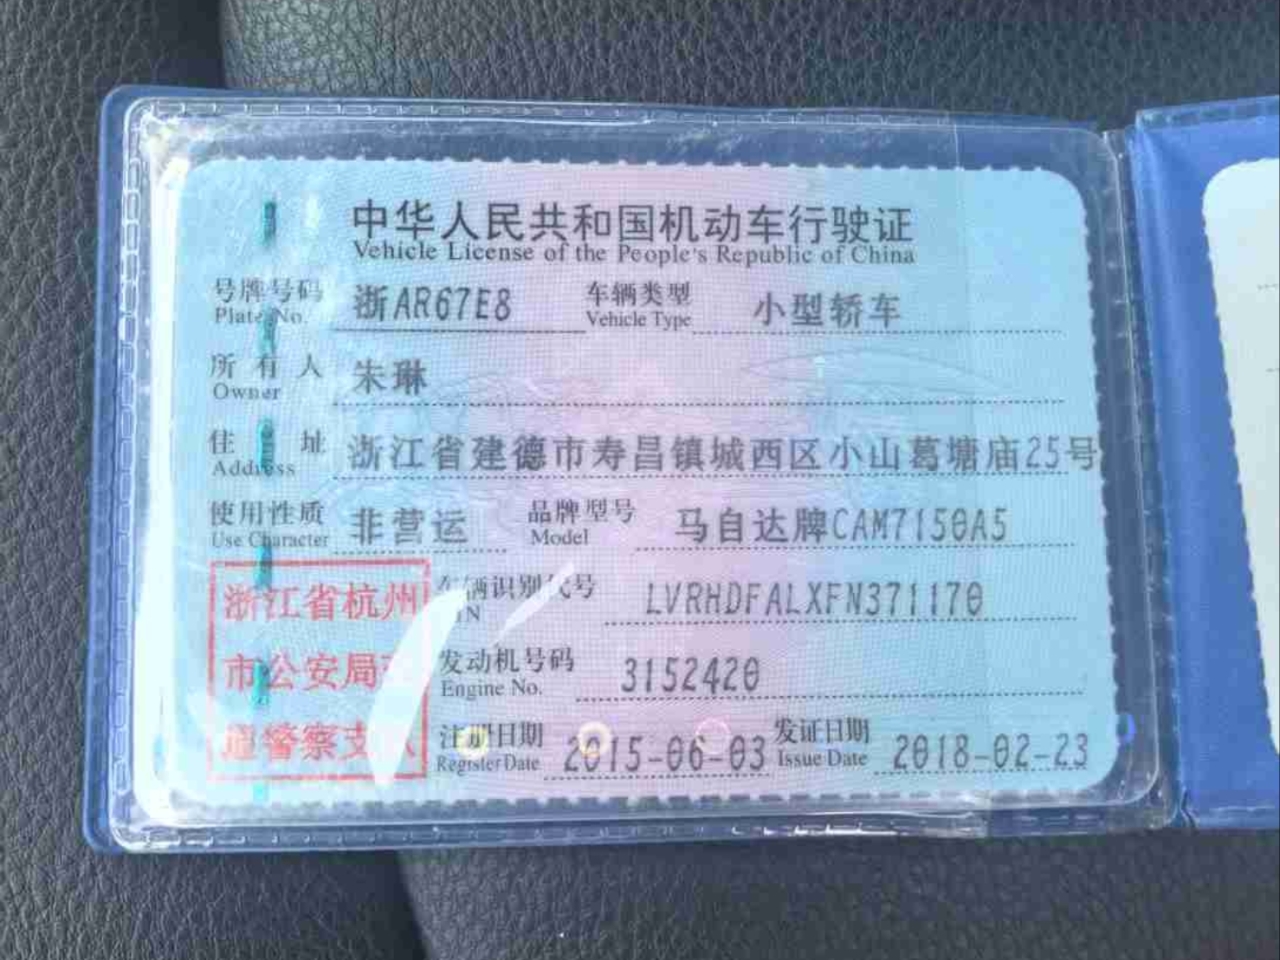 中华人民共和国机动车行驶证
Vehicle License of the People's Republic of China
号牌号码 浙AR67E8 车辆类型 小型轿车
Plate No. Vehicle Type
所有人 朱琳
Owner
住址 浙江省建德市寿昌镇城西区小山葛塘庙25号
Address
使用性质 非营运 品牌型号 马自达牌CAM7150A5
Use Character Model
浙江省杭州
市公安局
警察支队
车辆识别代号 LVRHDFALXFN371170
发动机号码 3152420
Engine No.
注册日期 2015-06-03 发证日期 2018-02-23
Register Date Issue Date